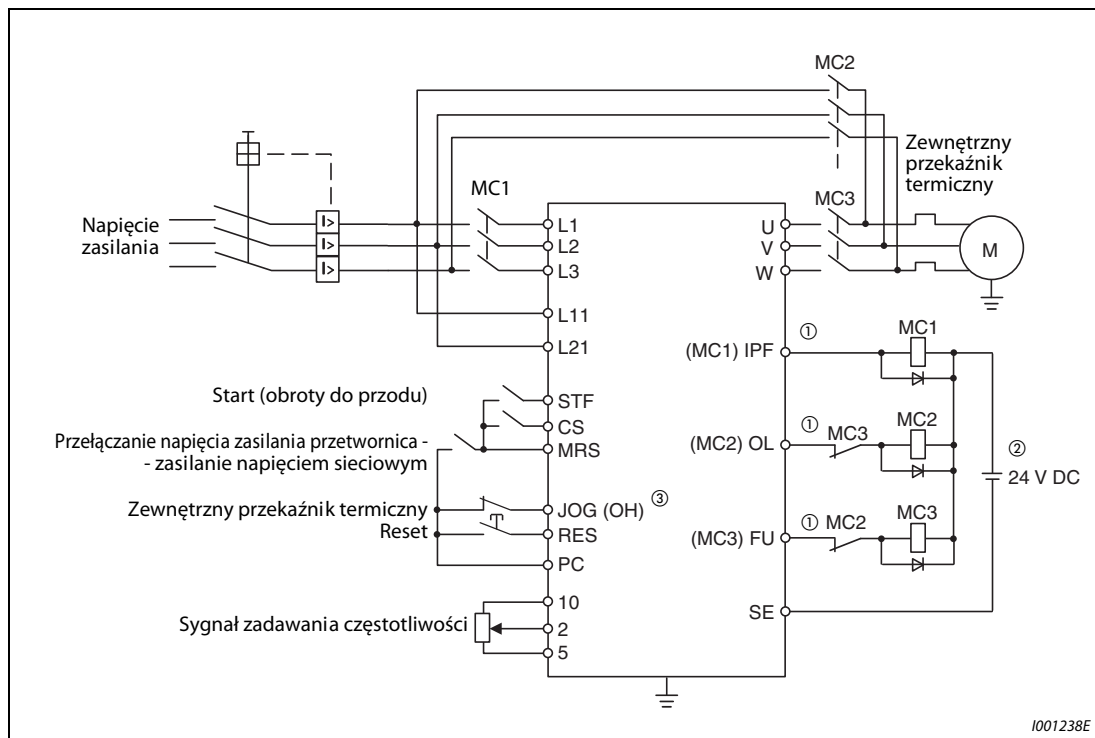 MC2
Zewnętrzny
przekaźnik
termiczny
MC1
MC3
Napięcie
zasilania
I>
I>
I>
L1
L2
L3
L11
L21
U
V
W
M
Start (obroty do przodu)
STF
CS
MRS
Przełączanie napięcia zasilania przetwornica -
- zasilanie napięciem sieciowym
Zewnętrzny przekaźnik termiczny
JOG (OH) ③
Reset
RES
PC
10
Sygnał zadawania częstotliwości
2
5
(MC1) IPF
①
MC1
(MC2) OL
①
MC3
MC2
②
24 V DC
(MC3) FU
①
MC2
MC3
SE
I001238E